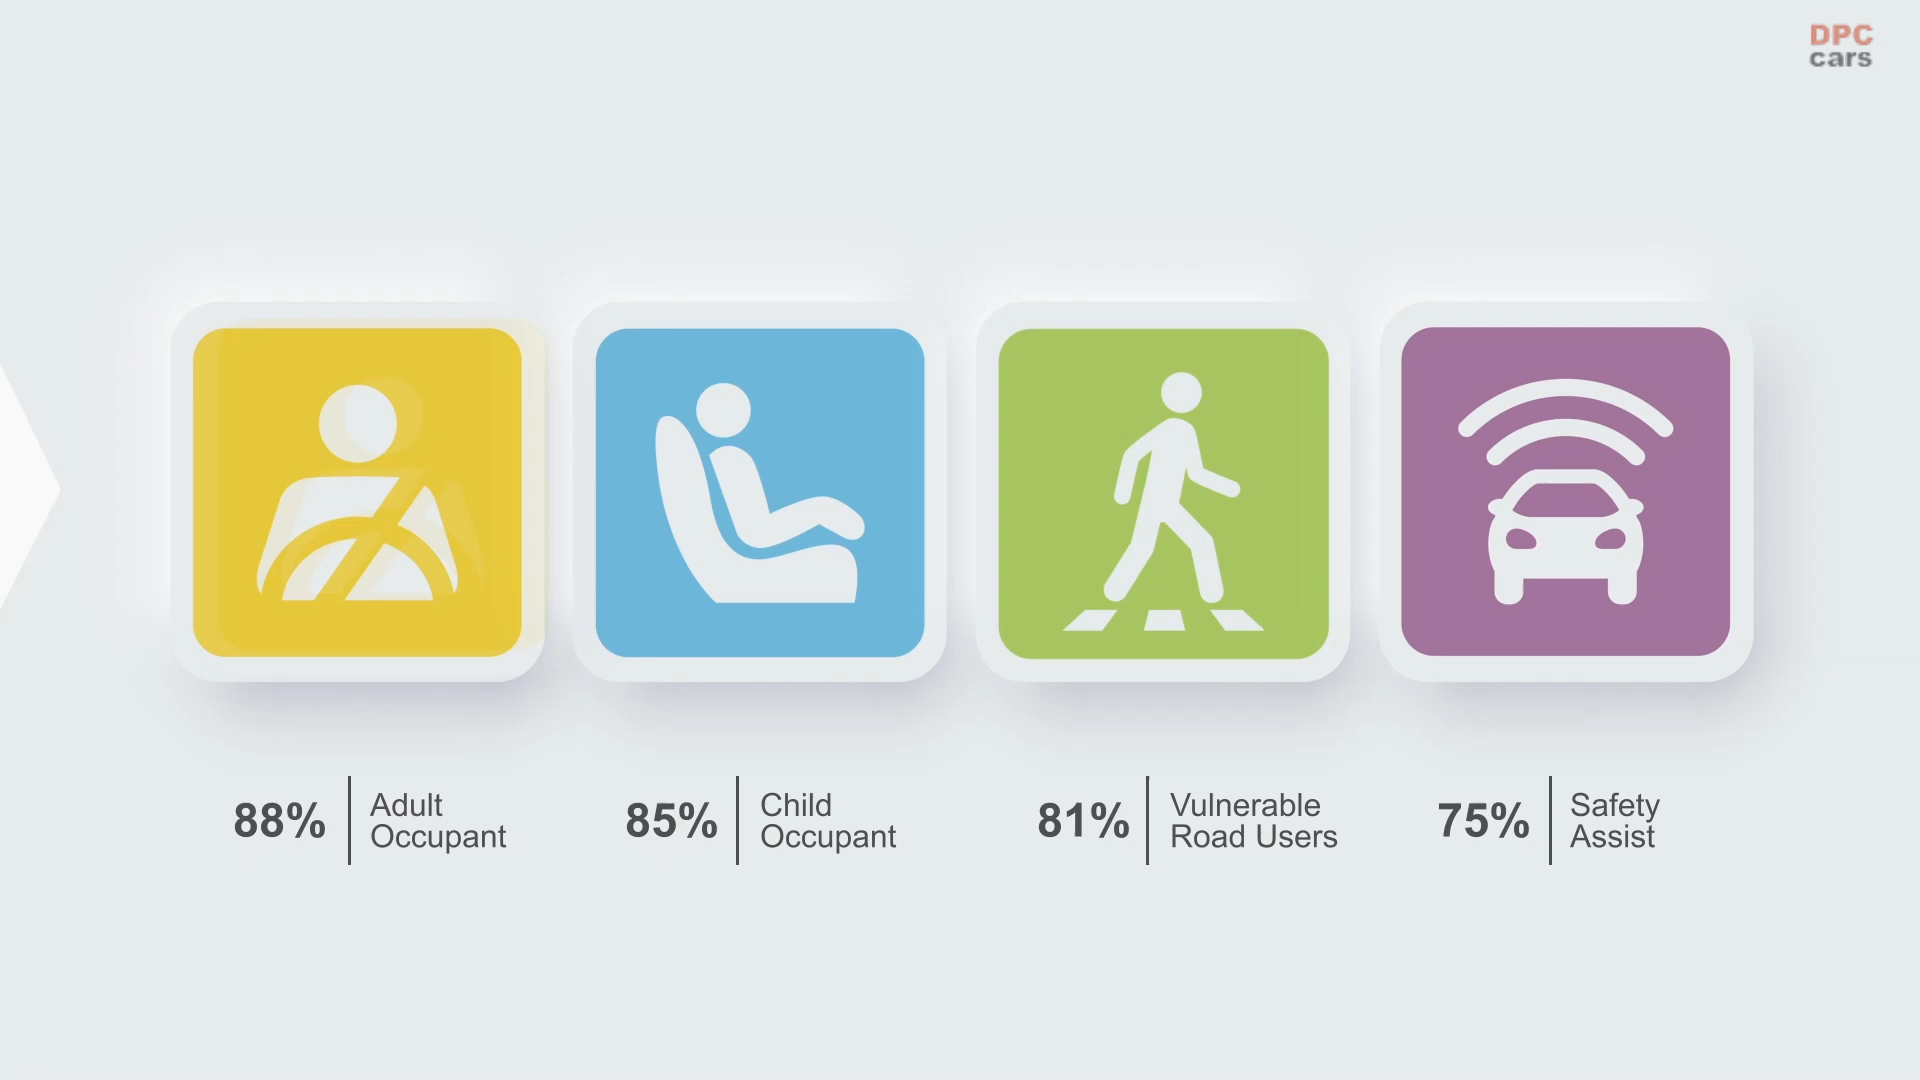 DPC
cars
88%
Adult
Occupant
85%
Child
Occupant
81%
Vulnerable
Road Users
75%
Safety
Assist